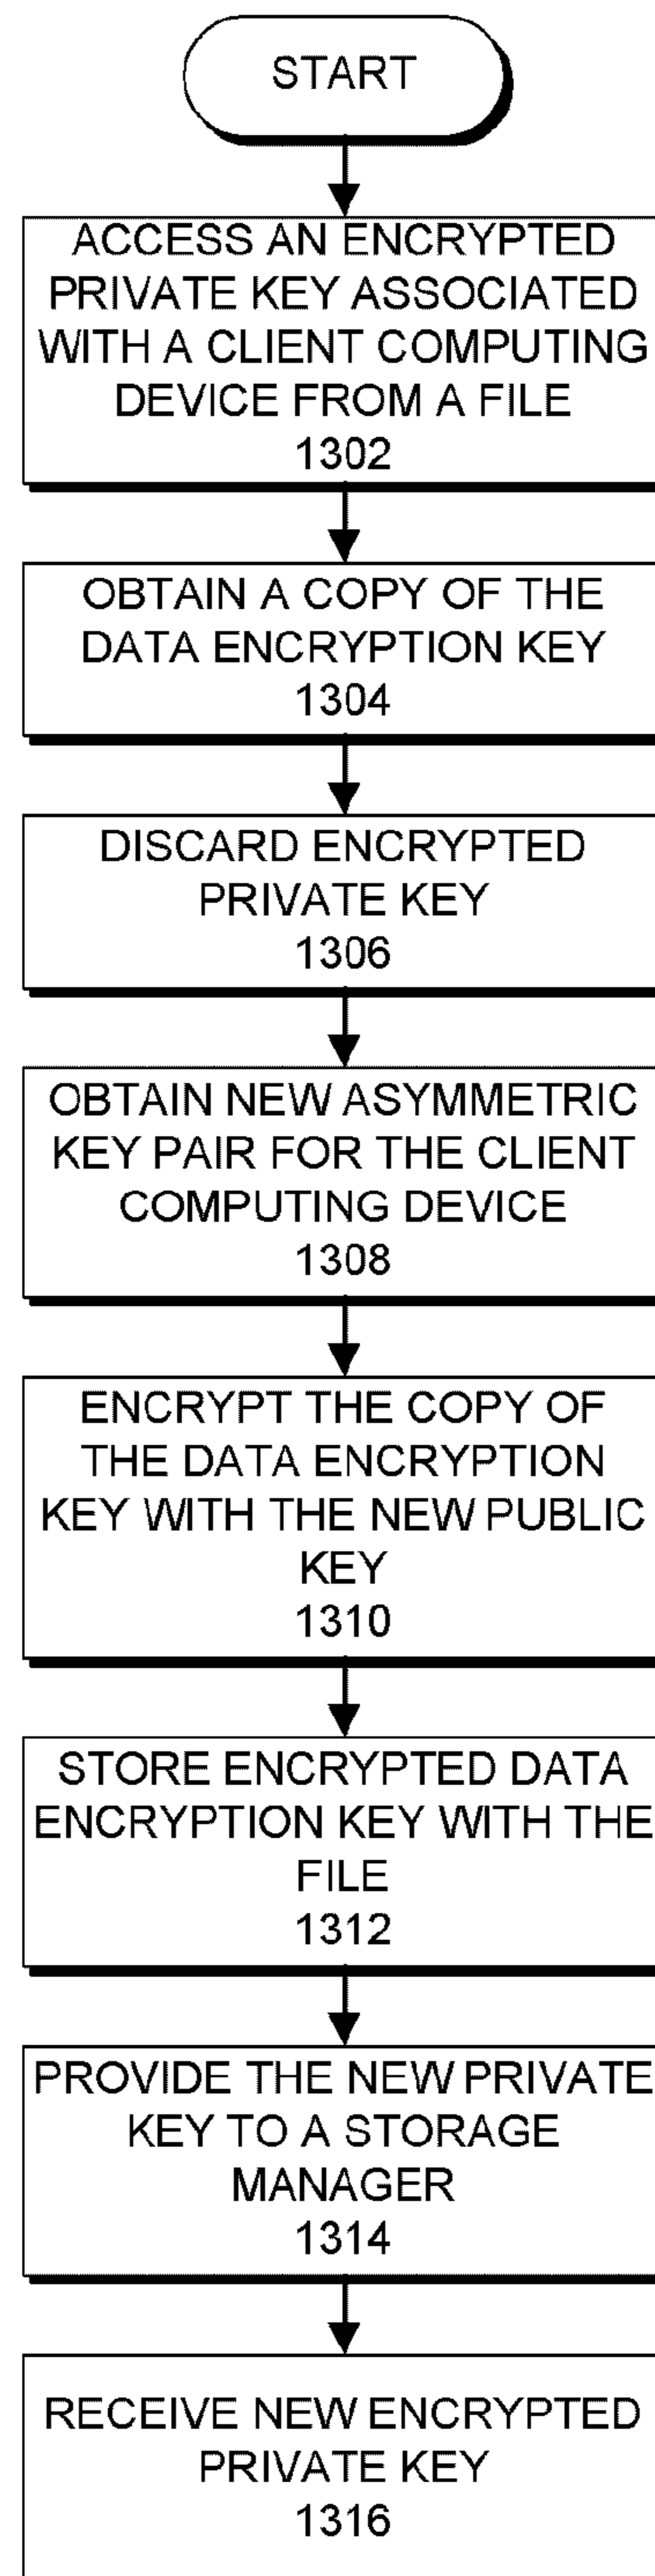 START
ACCESS AN ENCRYPTED
PRIVATE KEY ASSOCIATED
WITH A CLIENT COMPUTING
DEVICE FROM A FILE
1302
OBTAIN A COPY OF THE
DATA ENCRYPTION KEY
1304
DISCARD ENCRYPTED
PRIVATE KEY
1306
OBTAIN NEW ASYMMETRIC
KEY PAIR FOR THE CLIENT
COMPUTING DEVICE
1308
ENCRYPT THE COPY OF
THE DATA ENCRYPTION
KEY WITH THE NEW PUBLIC
KEY
1310
STORE ENCRYPTED DATA
ENCRYPTION KEY WITH THE
FILE
1312
PROVIDE THE NEW PRIVATE
KEY TO A STORAGE
MANAGER
1314
RECEIVE NEW ENCRYPTED
PRIVATE KEY
1316